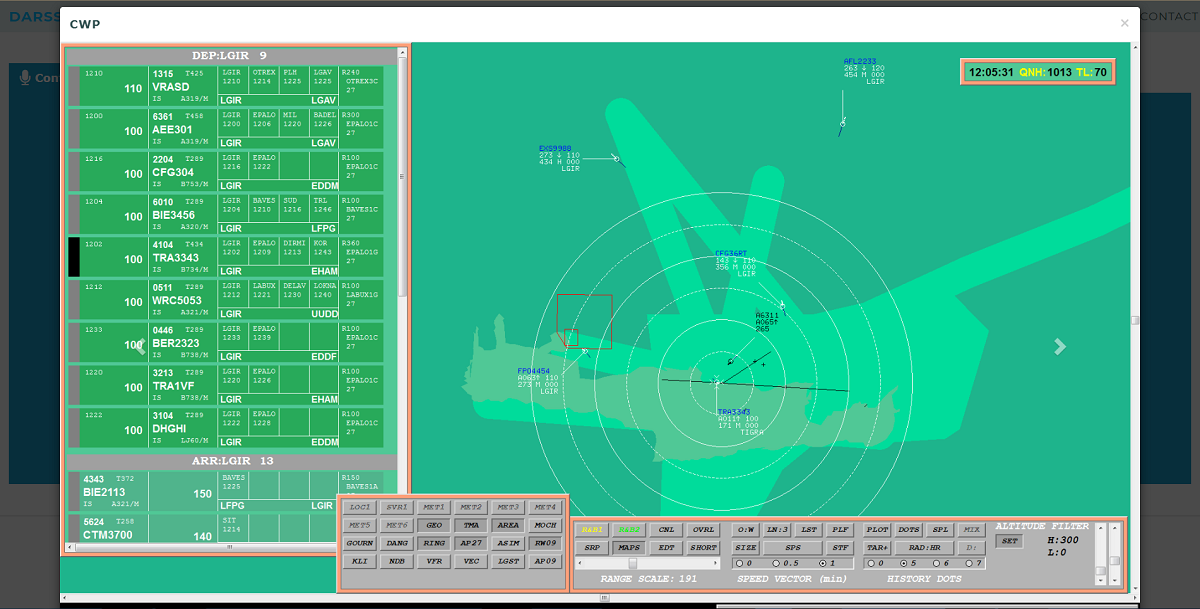 DARSS
CONTACT
CWP
×
Con
DEP:LGIR 9
1210 1315 T425 LGIR OTREX PLH LGAV R240
110 VRASD 1210 1214 1225 1225 OTREX3C
IS A319/M LGIR LGAV 27
1200 6361 T458 LGIR EPALO MIL BADEL R300
100 AEE301 1200 1206 1220 1226 EPALO1C
IS A319/M LGIR LGAV 27
1216 2204 T289 LGIR EPALO R100
100 CFG304 1216 1222 EPALO1C
IS B753/M LGIR EDDM 27
1204 6010 T289 LGIR BAVES SUD TRL R100
100 BIE3456 1204 1210 1216 1246 BAVES1C
IS A320/M LGIR LFPG 27
1202 4104 T434 LGIR EPALO DIRMI KOR R360
100 TRA3343 1202 1209 1213 1243 EPALO1G
IS B734/M LGIR EHAM 27
1212 0511 T289 LGIR LABUX DELAV LOKNA R100
100 WRC5053 1212 1221 1230 1240 LABUX1G
IS A321/M LGIR UUDD 27
1233 0446 T289 LGIR EPALO R100
100 BER2323 1233 1239 EPALO1C
IS B738/M LGIR EDDF 27
1220 3213 T289 LGIR EPALO R100
100 TRA1VF 1220 1226 EPALO1C
IS B738/M LGIR EHAM 27
1222 3104 T289 LGIR EPALO R100
100 DHGHI 1222 1228 EPALO1C
IS LJ60/M LGIR EDDM 27
ARR:LGIR 13
4343 T372 BAVES R150
BIE2113 150 1225 BAVES1A
IS A321/M LFPG LGIR
5624 T258 SIT
CTM3700 140 1214
AFL2233
263 ↓ 120
454 M 000
LGIR
12:05:31 QNH:1013 TL:70
EXS9988
273 ↓ 110
434 H 000
LGIR
CFG36RT
143 ↓ 110
356 M 000
LGIR
A6311
A065↑
265
FPO4454
A063↑ 110
273 M 000
LGIR
TRA3343
A011↑ 100
171 M 000
TIGRA
LOC1 SVR1 MET1 MET2 MET3 MET4
MET5 MET6 GEO TMA AREA MOCH
GOURN DANG RING AP27 ASIM RW09
KLI NDB VFR VEC LGST AP09
CNL OVRL O:W LN:3 LST PLF PLOT DOTS SPL MIX
SRP MAPS EDT SHORT SIZE SPS STF TAR+ RAD:HR D:
0 0.5 1 0 5 6 7
RANGE SCALE: 191 SPEED VECTOR (min) HISTORY DOTS
ALTITUDE FILTER
SET H:300
L:0